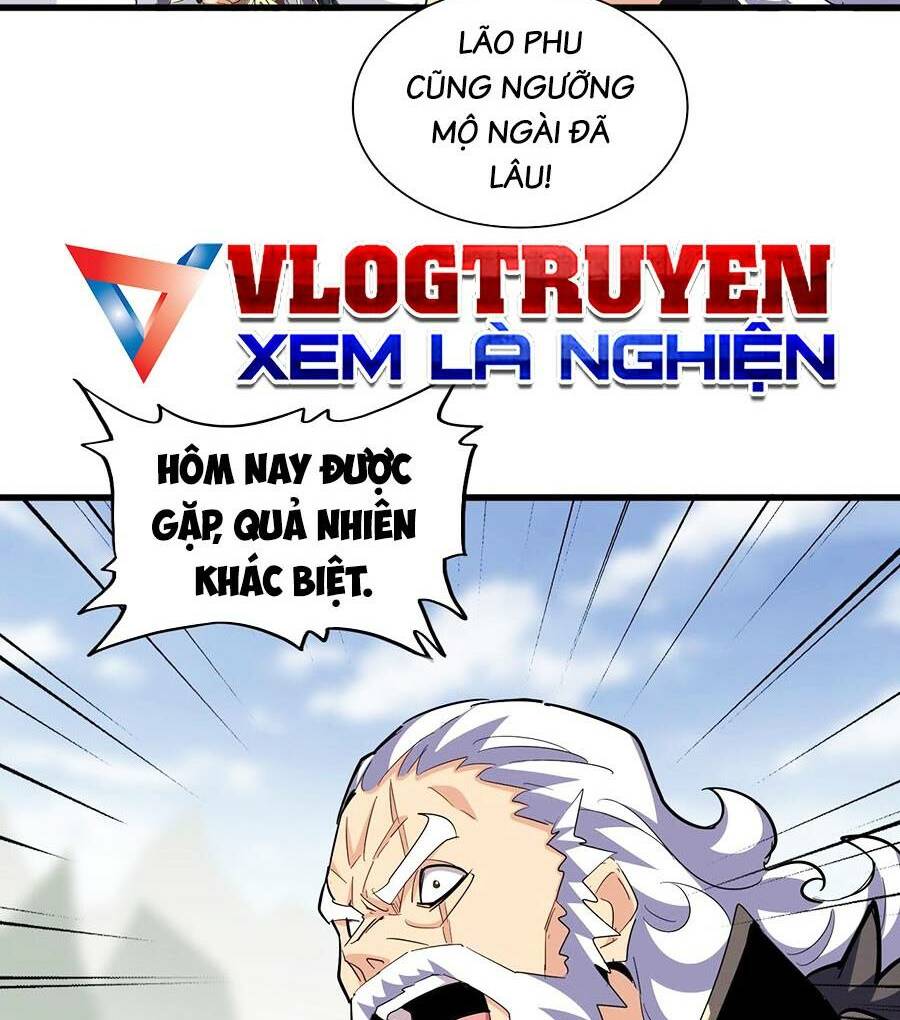 LÃO PHU
CŨNG NGƯỠNG
MỘ NGÀI ĐÃ
LÂU!
VLOGTRUYEN
XEM LÀ NGHIỆN
HÔM NAY ĐƯỢC
GẶP, QUẢ NHIÊN
KHÁC BIỆT.